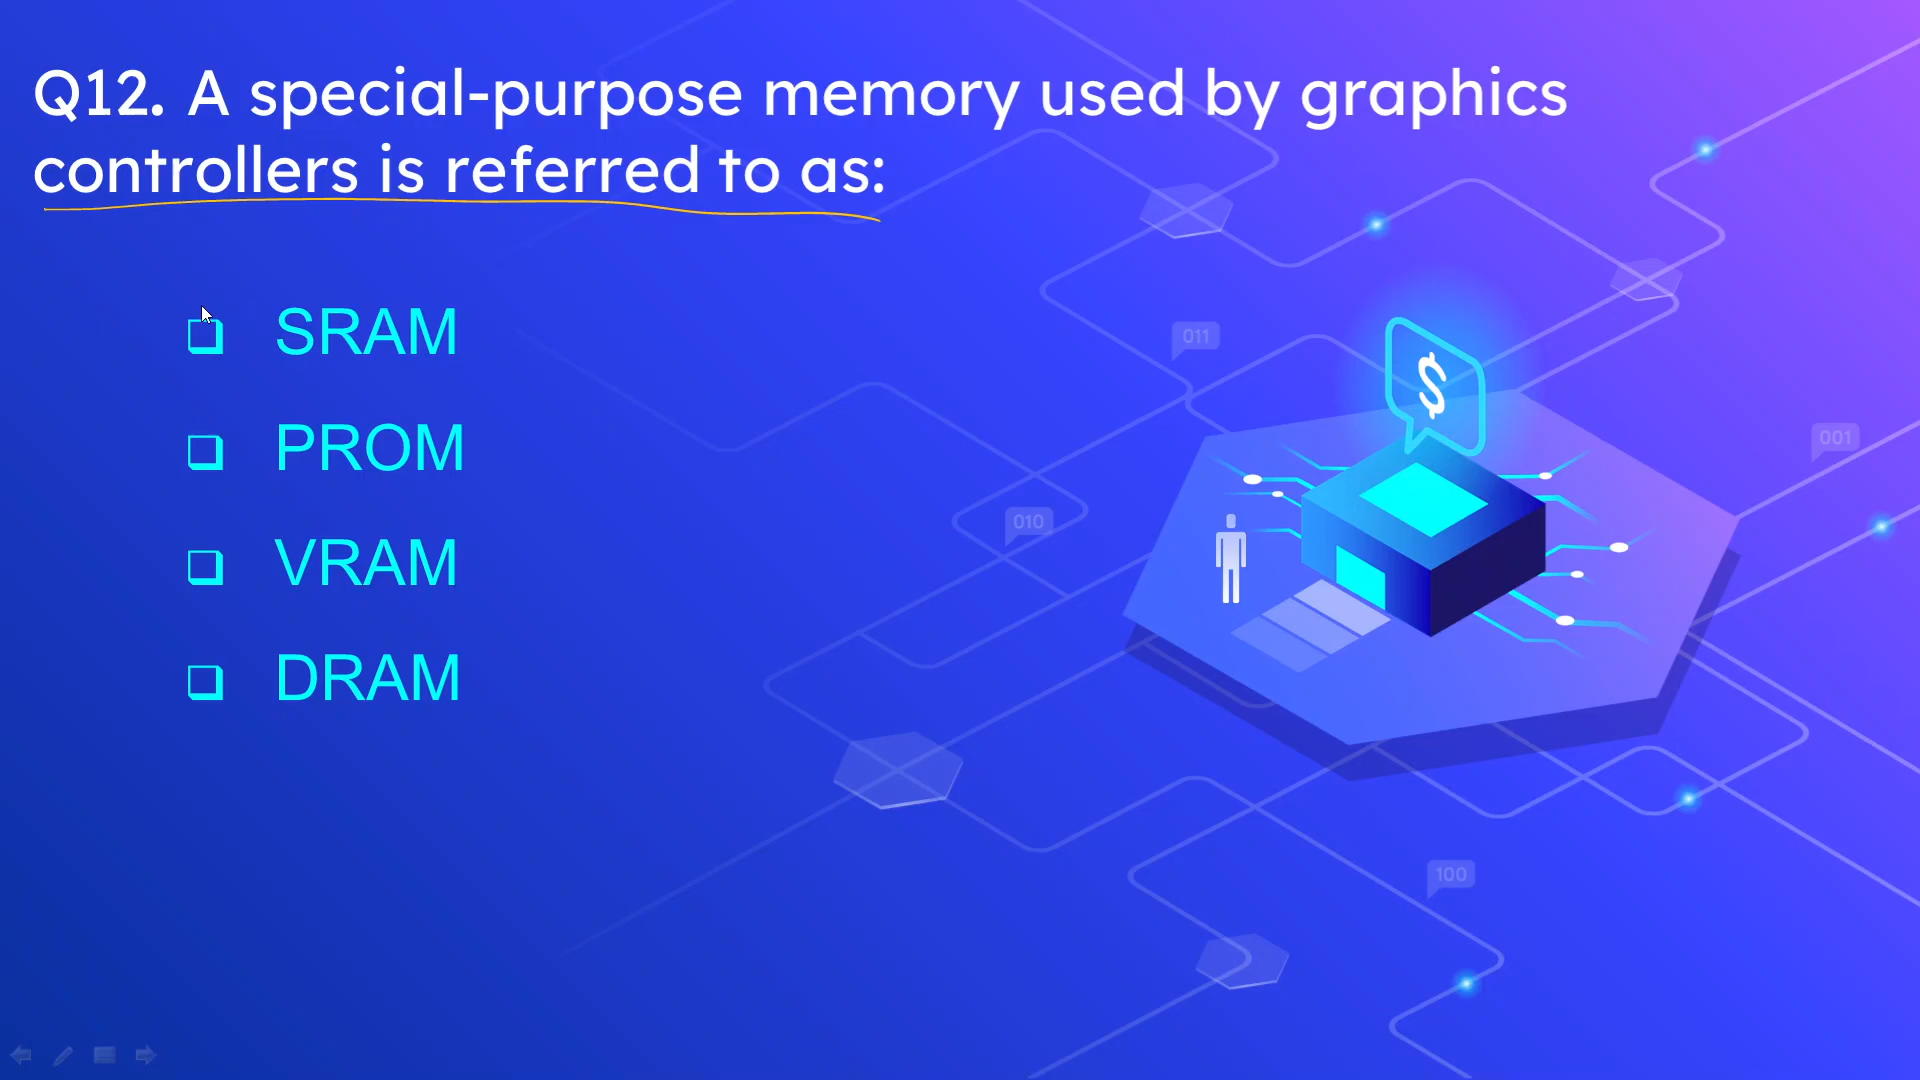 Q12. A special-purpose memory used by graphics
controllers is referred to as:
SRAM
PROM
VRAM
DRAM
011
$
001
010
100